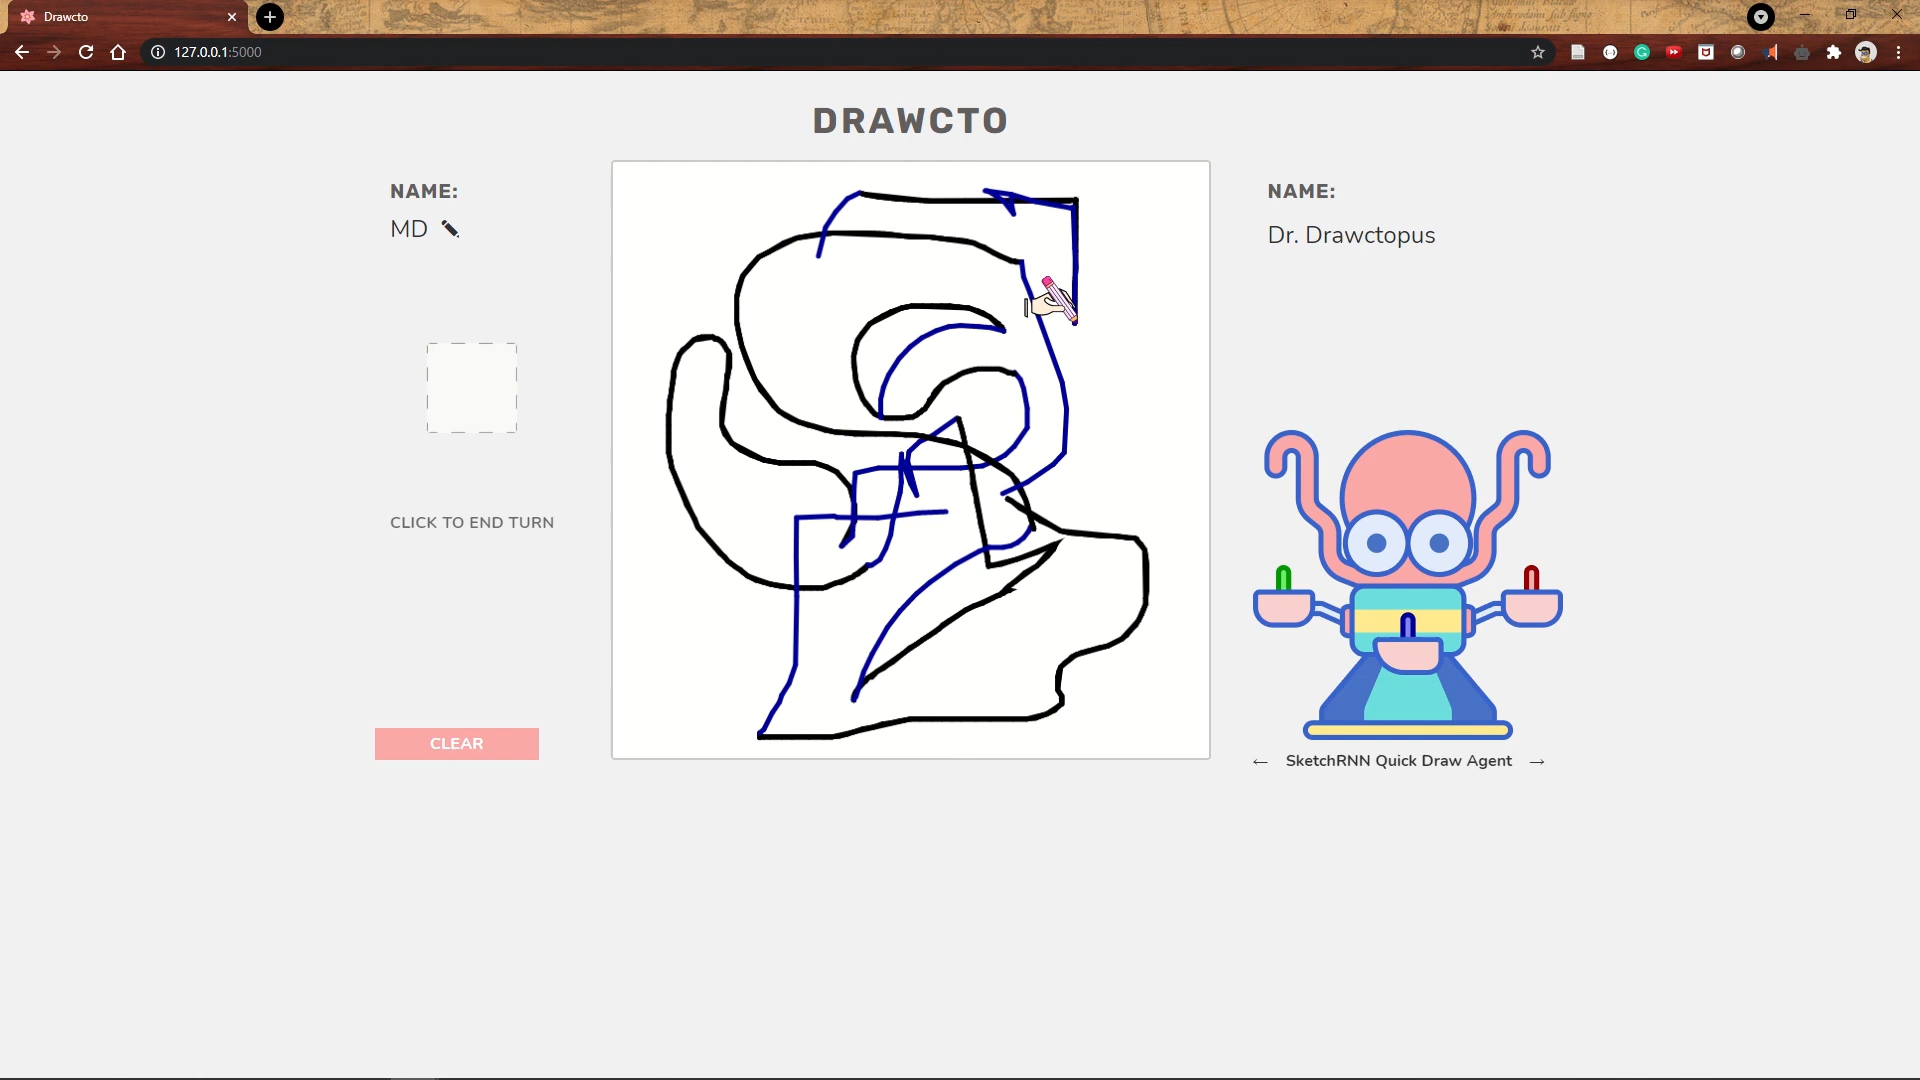 Drawcto
127.0.0.1:5000
DRAWCTO
NAME:
MD
NAME:
Dr. Drawctopus
CLICK TO END TURN
CLEAR
← SketchRNN Quick Draw Agent →